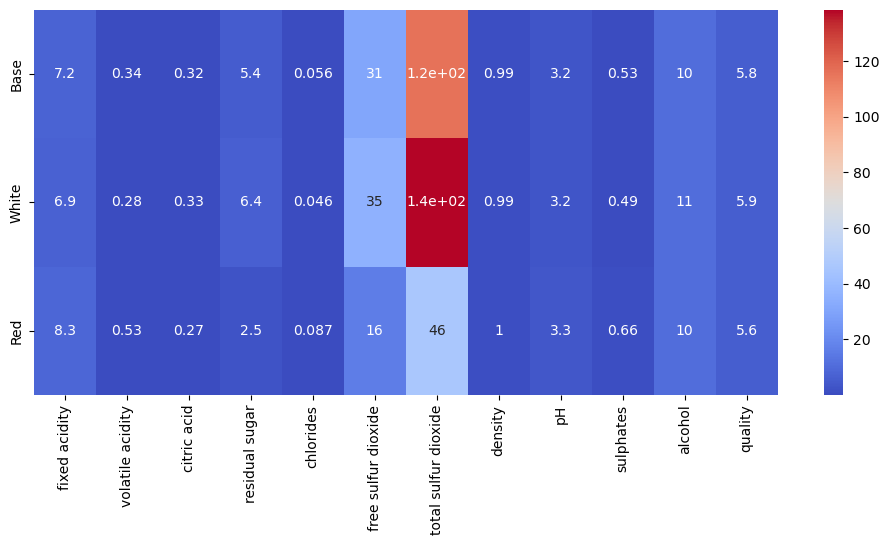 Base 7.2 0.34 0.32 5.4 0.056 31 1.2e+02 0.99 3.2 0.53 10 5.8
White 6.9 0.28 0.33 6.4 0.046 35 1.4e+02 0.99 3.2 0.49 11 5.9
Red 8.3 0.53 0.27 2.5 0.087 16 46 1 3.3 0.66 10 5.6
fixed acidity
volatile acidity
citric acid
residual sugar
chlorides
free sulfur dioxide
total sulfur dioxide
density
pH
sulphates
alcohol
quality
120
100
80
60
40
20